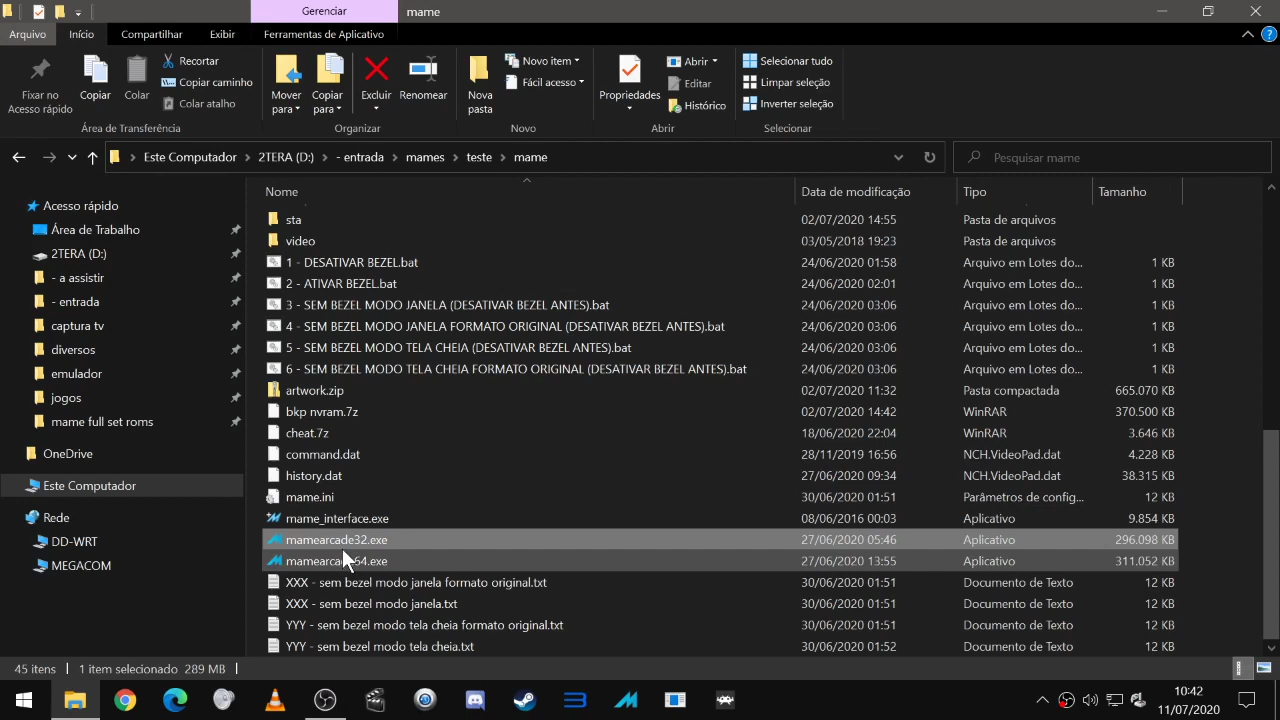 Gerenciar
mame
Arquivo
Início
Compartilhar
Exibir
Ferramentas de Aplicativo
Fixar no
Acesso rápido
Copiar
Colar
Recortar
Copiar caminho
Colar atalho
Área de Transferência
Mover
para
Copiar
para
Excluir
Renomear
Organizar
Nova
pasta
Novo item
Fácil acesso
Novo
Propriedades
Abrir
Editar
Histórico
Abrir
Selecionar tudo
Limpar seleção
Inverter seleção
Selecionar
Este Computador > 2TERA (D:) > - entrada > mames > teste > mame
Pesquisar mame
Nome Data de modificação Tipo Tamanho
Acesso rápido
Área de Trabalho
2TERA (D:)
- a assistir
- entrada
captura tv
diversos
emulador
jogos
mame full set roms
OneDrive
Este Computador
Rede
DD-WRT
MEGACOM
sta 02/07/2020 14:55 Pasta de arquivos
video 03/05/2018 19:23 Pasta de arquivos
1 - DESATIVAR BEZEL.bat 24/06/2020 01:58 Arquivo em Lotes do... 1 KB
2 - ATIVAR BEZEL.bat 24/06/2020 02:01 Arquivo em Lotes do... 1 KB
3 - SEM BEZEL MODO JANELA (DESATIVAR BEZEL ANTES).bat 24/06/2020 03:06 Arquivo em Lotes do... 1 KB
4 - SEM BEZEL MODO JANELA FORMATO ORIGINAL (DESATIVAR BEZEL ANTES).bat 24/06/2020 03:06 Arquivo em Lotes do... 1 KB
5 - SEM BEZEL MODO TELA CHEIA (DESATIVAR BEZEL ANTES).bat 24/06/2020 03:06 Arquivo em Lotes do... 1 KB
6 - SEM BEZEL MODO TELA CHEIA FORMATO ORIGINAL (DESATIVAR BEZEL ANTES).bat 24/06/2020 03:06 Arquivo em Lotes do... 1 KB
artwork.zip 02/07/2020 11:32 Pasta compactada 665.070 KB
bkp nvram.7z 02/07/2020 14:42 WinRAR 370.500 KB
cheat.7z 18/06/2020 22:04 WinRAR 3.646 KB
command.dat 28/11/2019 16:56 NCH.VideoPad.dat 4.228 KB
history.dat 27/06/2020 09:34 NCH.VideoPad.dat 38.315 KB
mame.ini 30/06/2020 01:51 Parâmetros de config... 12 KB
mame_interface.exe 08/06/2016 00:03 Aplicativo 9.854 KB
mamearcade32.exe 27/06/2020 05:46 Aplicativo 296.098 KB
mamearcade64.exe 27/06/2020 13:55 Aplicativo 311.052 KB
XXX - sem bezel modo janela formato original.txt 30/06/2020 01:51 Documento de Texto 12 KB
XXX - sem bezel modo janela.txt 30/06/2020 01:51 Documento de Texto 12 KB
YYY - sem bezel modo tela cheia formato original.txt 30/06/2020 01:51 Documento de Texto 12 KB
YYY - sem bezel modo tela cheia.txt 30/06/2020 01:52 Documento de Texto 12 KB
45 itens 1 item selecionado 289 MB
10:42
11/07/2020